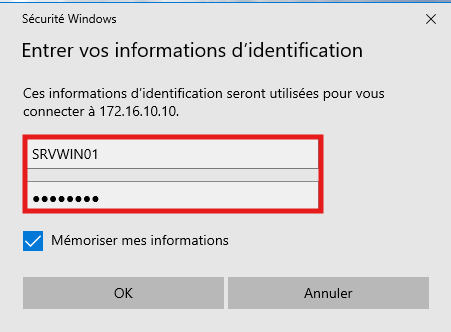 Sécurité Windows
Entrer vos informations d'identification
Ces informations d'identification seront utilisées pour vous
connecter à 172.16.10.10.
SRVWIN01
●●●●●●●●
Mémoriser mes informations
OK
Annuler